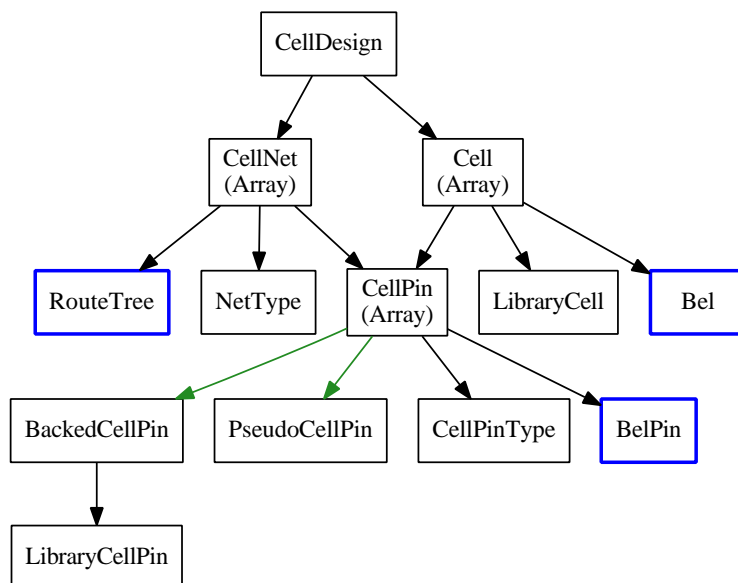 CellDesign
CellNet
(Array)
Cell
(Array)
RouteTree
NetType
CellPin
(Array)
LibraryCell
Bel
BackedCellPin
PseudoCellPin
CellPinType
BelPin
LibraryCellPin